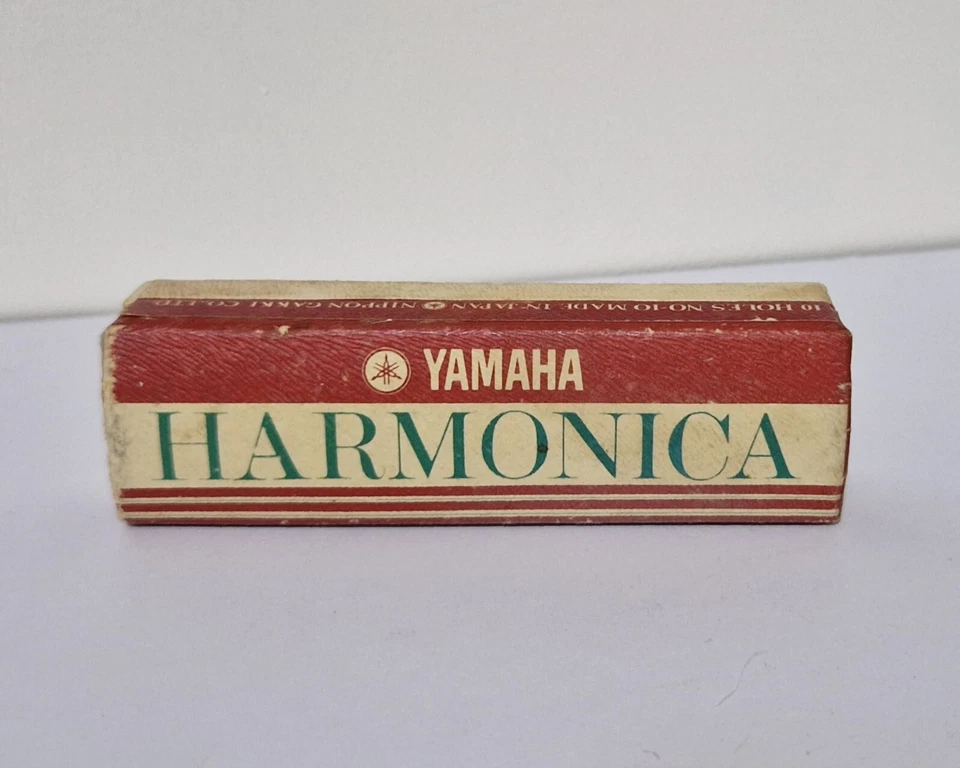 10 HOLES NO.10 MADE IN JAPAN NIPPON GAKKI CO., LTD.
YAMAHA
HARMONICA